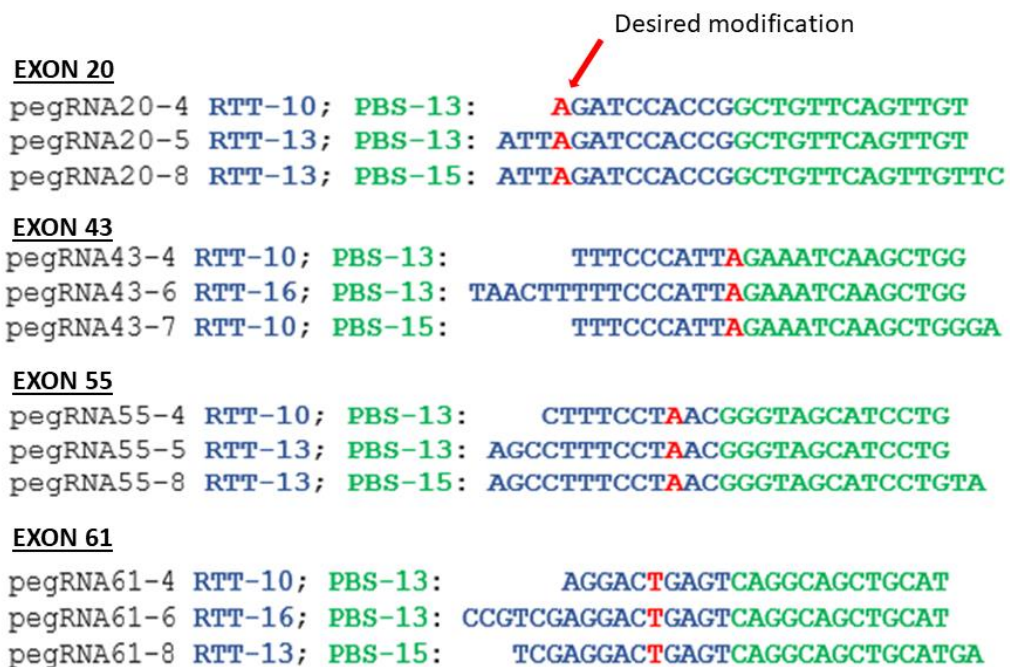 Desired modification
EXON 20
pegRNA20-4 RTT-10; PBS-13: AGATCCACCGGCTGTTCAGTTGT
pegRNA20-5 RTT-13; PBS-13: ATTAGATCCACCGGCTGTTCAGTTGT
pegRNA20-8 RTT-13; PBS-15: ATTAGATCCACCGGCTGTTCAGTTGTTC
EXON 43
pegRNA43-4 RTT-10; PBS-13: TTTCCCATTAGAAATCAAGCTGG
pegRNA43-6 RTT-16; PBS-13: TAACTTTTTCCCATTAGAAATCAAGCTGG
pegRNA43-7 RTT-10; PBS-15: TTTCCCATTAGAAATCAAGCTGGGA
EXON 55
pegRNA55-4 RTT-10; PBS-13: CTTTCCTAACGGGTAGCATCCTG
pegRNA55-5 RTT-13; PBS-13: AGCCTTTCCTAACGGGTAGCATCCTG
pegRNA55-8 RTT-13; PBS-15: AGCCTTTCCTAACGGGTAGCATCCTGTA
EXON 61
pegRNA61-4 RTT-10; PBS-13: AGGACTGAGTCAGGCAGCTGCAT
pegRNA61-6 RTT-16; PBS-13: CCGTCGAGGACTGAGTCAGGCAGCTGCAT
pegRNA61-8 RTT-13; PBS-15: TCGAGGACTGAGTCAGGCAGCTGCATGA